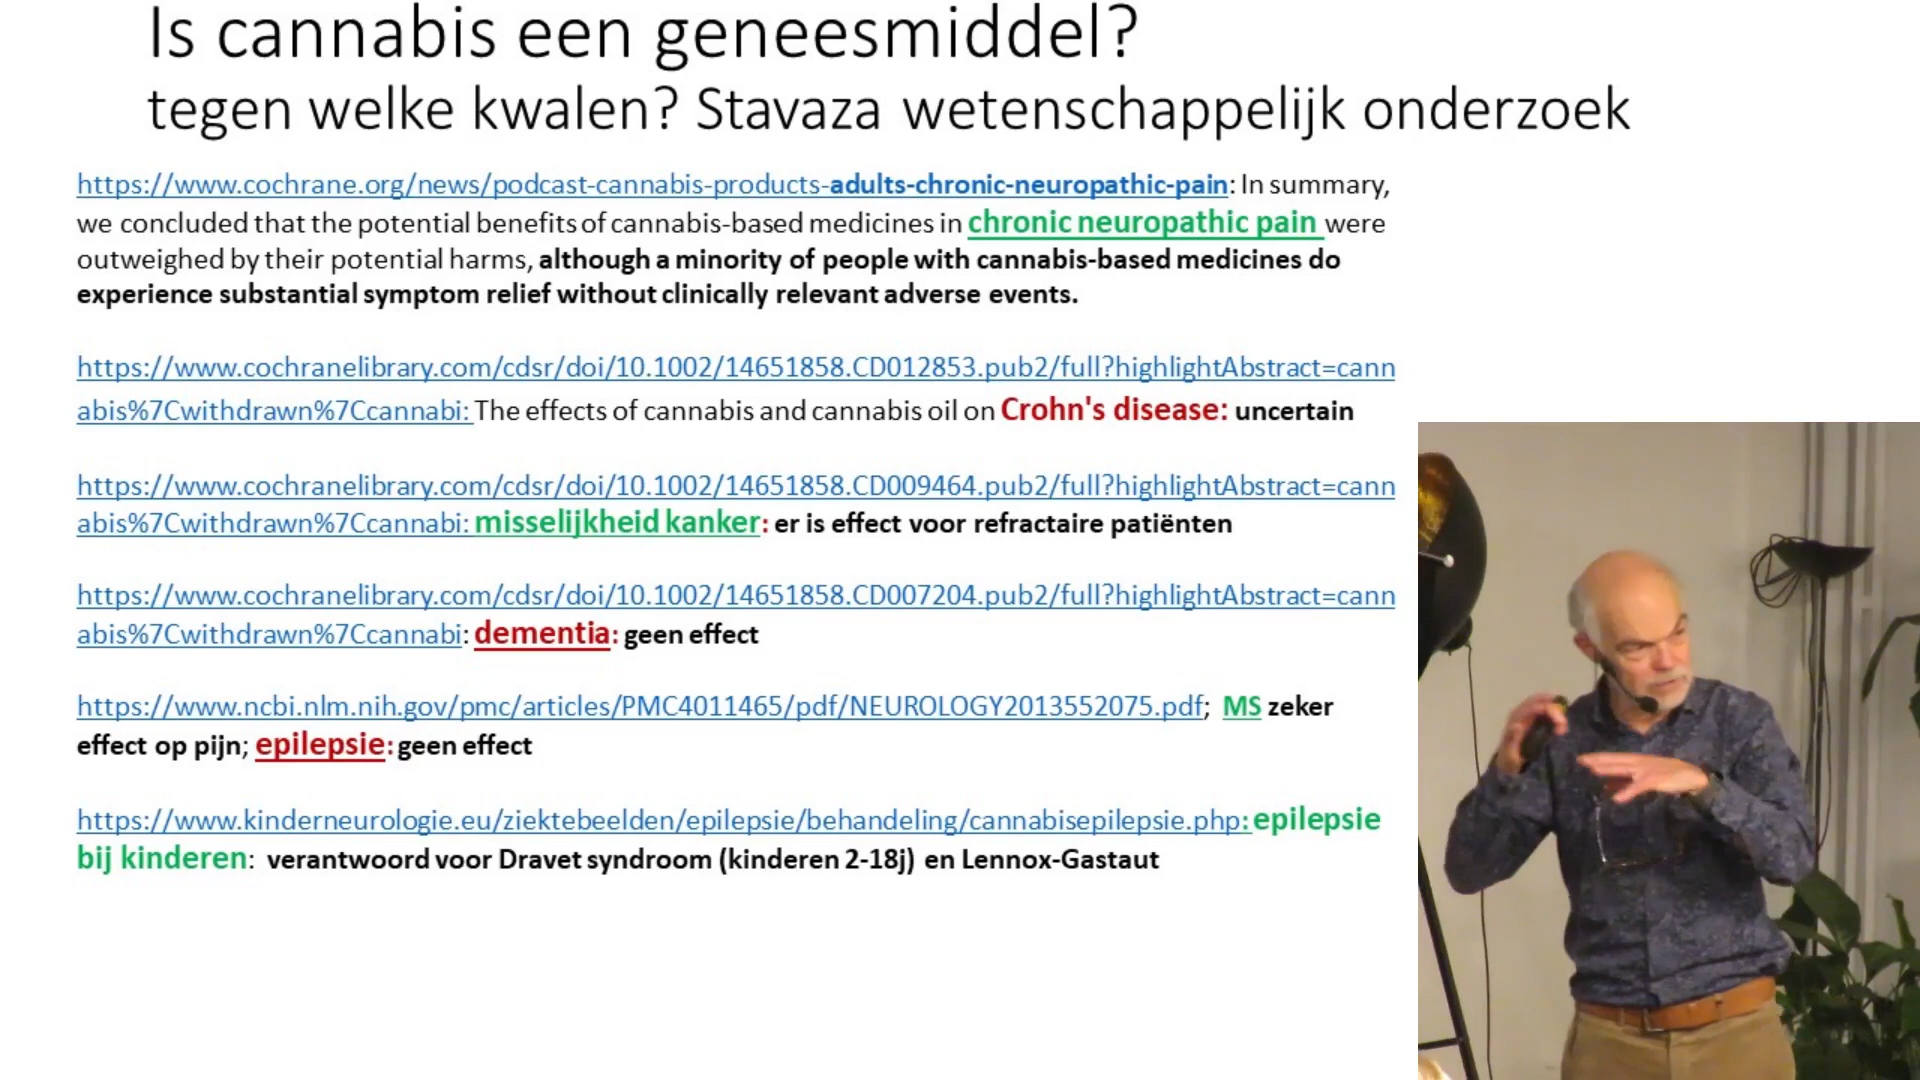 Is cannabis een geneesmiddel?
tegen welke kwalen? Stavaza wetenschappelijk onderzoek
https://www.cochrane.org/news/podcast-cannabis-products-adults-chronic-neuropathic-pain: In summary,
we concluded that the potential benefits of cannabis-based medicines in chronic neuropathic pain were
outweighed by their potential harms, although a minority of people with cannabis-based medicines do
experience substantial symptom relief without clinically relevant adverse events.
https://www.cochranelibrary.com/cdsr/doi/10.1002/14651858.CD012853.pub2/full?highlightAbstract=cann
abis%7Cwithdrawn%7Ccannabi: The effects of cannabis and cannabis oil on Crohn's disease: uncertain
https://www.cochranelibrary.com/cdsr/doi/10.1002/14651858.CD009464.pub2/full?highlightAbstract=cann
abis%7Cwithdrawn%7Ccannabi: misselijkheid kanker: er is effect voor refractaire patiënten
https://www.cochranelibrary.com/cdsr/doi/10.1002/14651858.CD007204.pub2/full?highlightAbstract=cann
abis%7Cwithdrawn%7Ccannabi: dementia: geen effect
https://www.ncbi.nlm.nih.gov/pmc/articles/PMC4011465/pdf/NEUROLOGY2013552075.pdf; MS zeker
effect op pijn; epilepsie: geen effect
https://www.kinderneurologie.eu/ziektebeelden/epilepsie/behandeling/cannabisepilepsie.php: epilepsie
bij kinderen: verantwoord voor Dravet syndroom (kinderen 2-18j) en Lennox-Gastaut